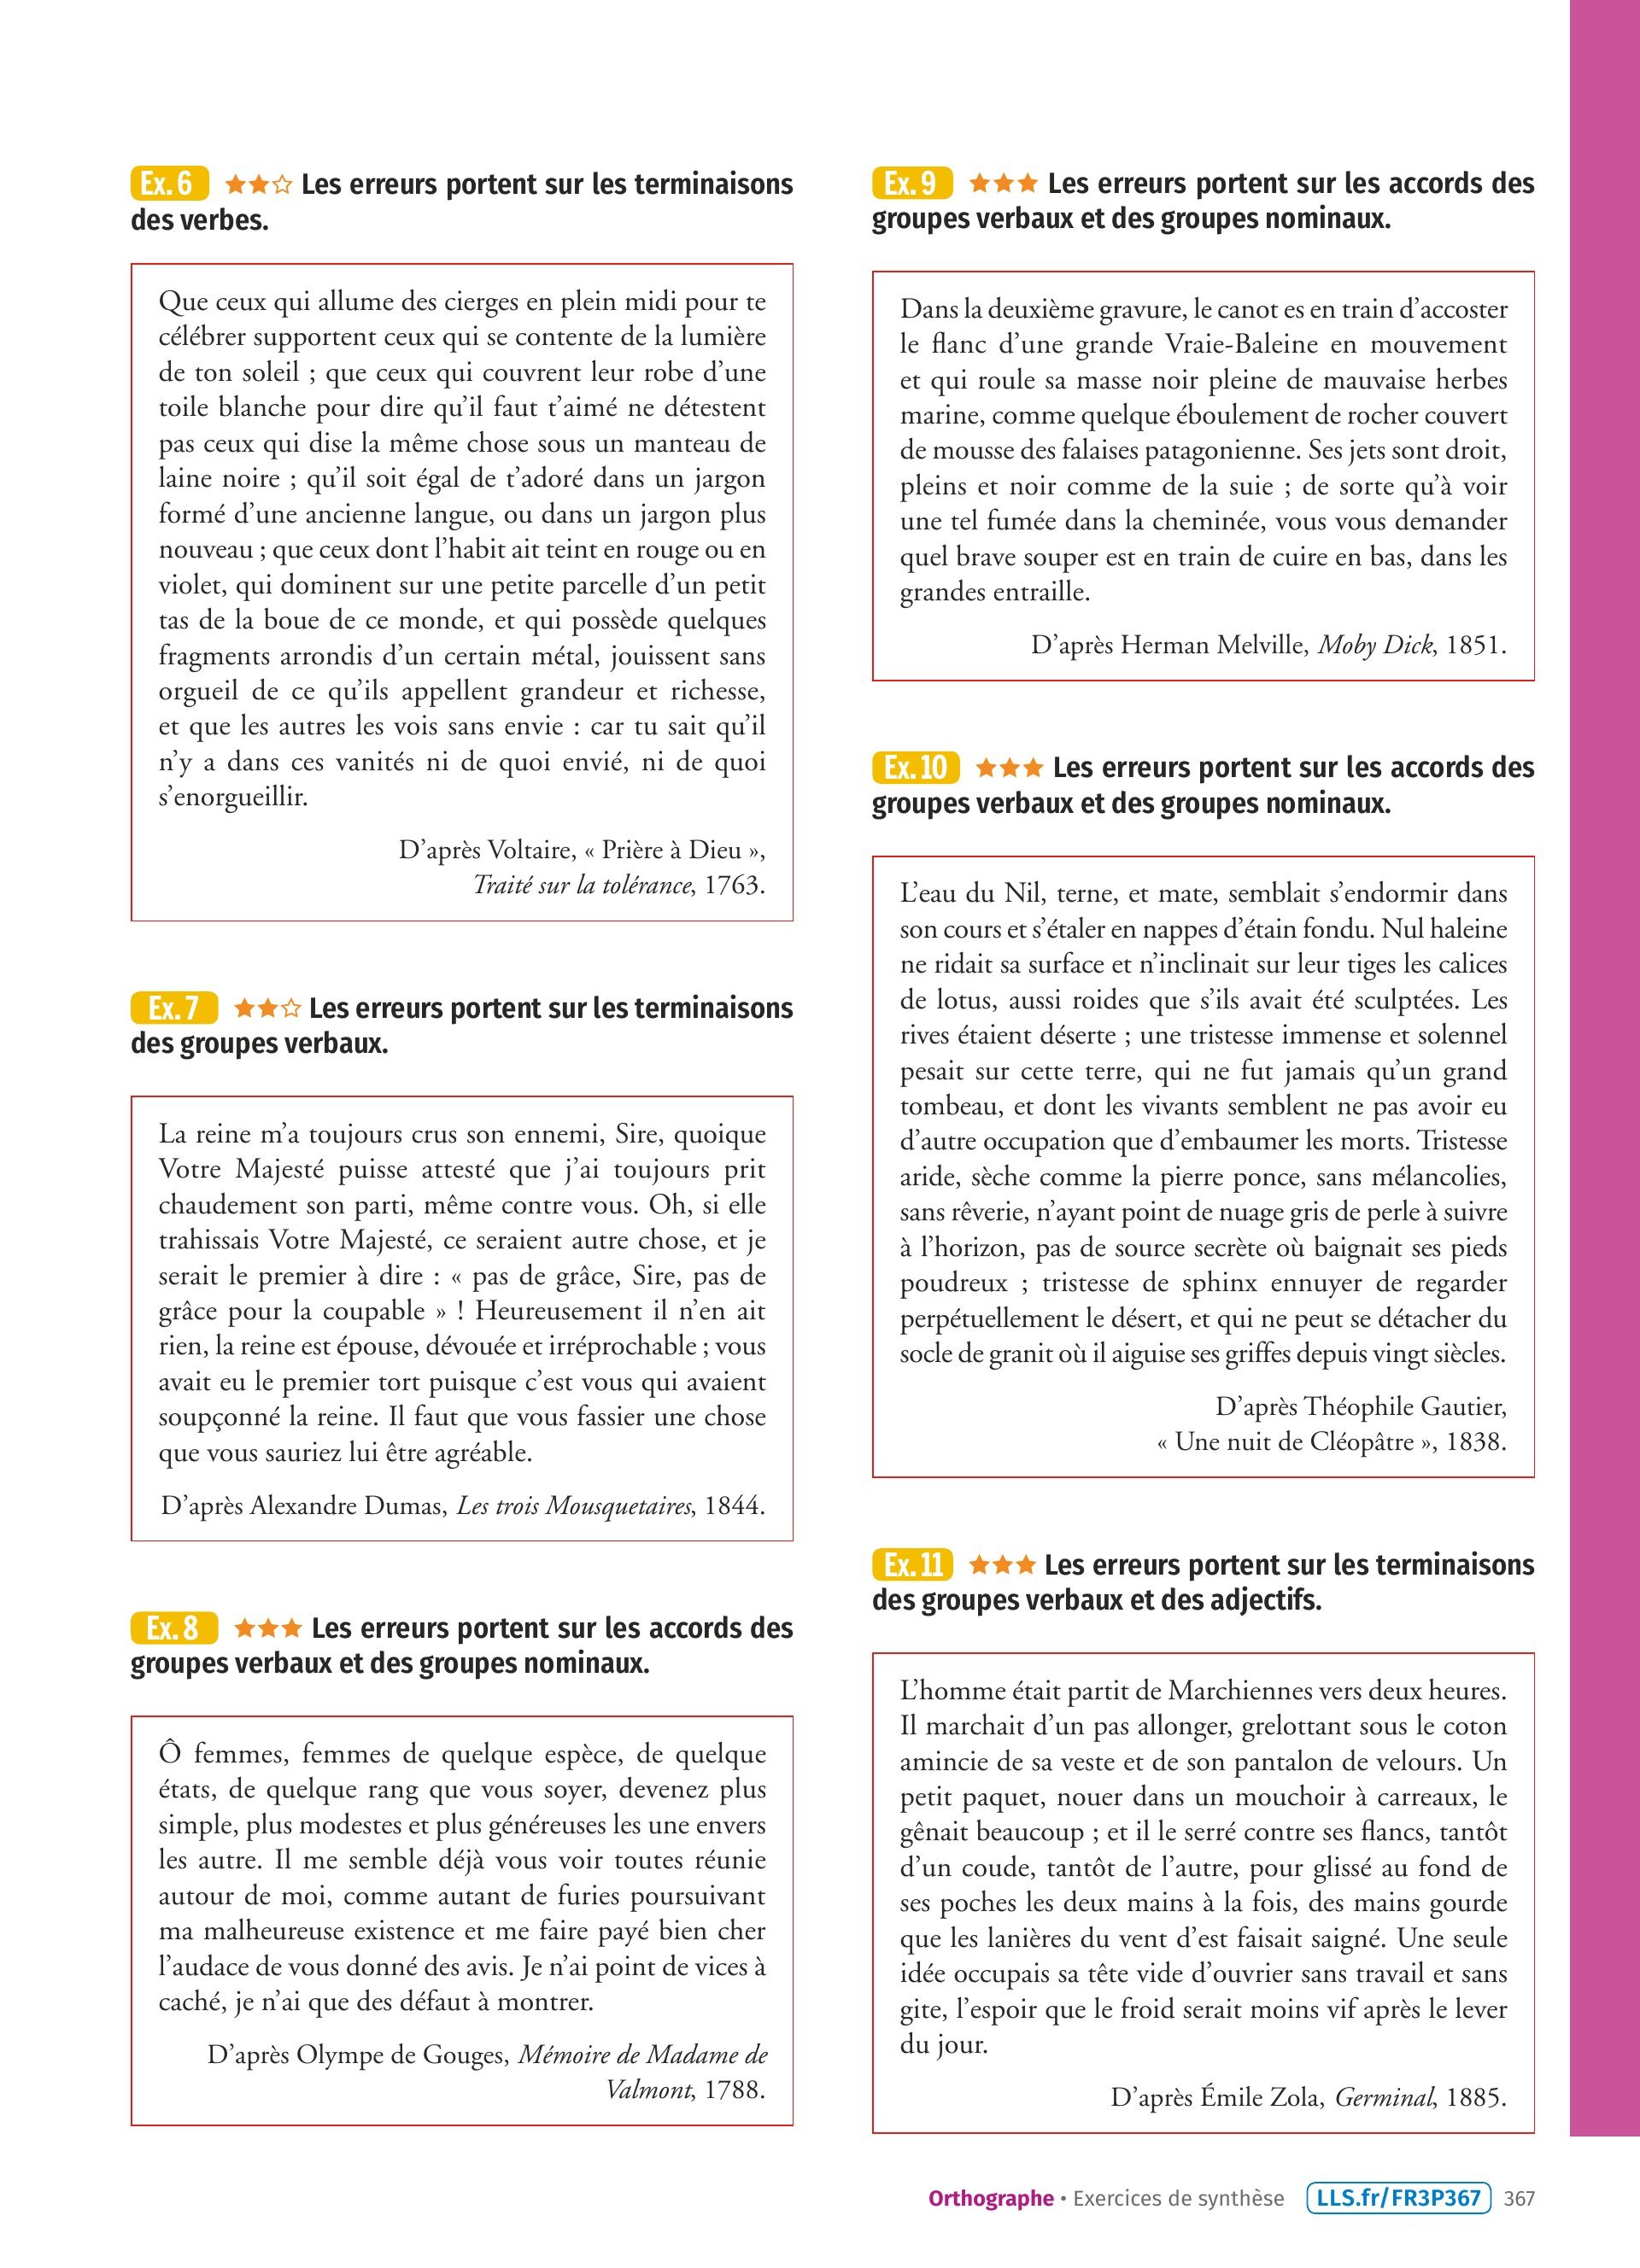 Ex. 6 ★★☆ Les erreurs portent sur les terminaisons
des verbes.
Que ceux qui allume des cierges en plein midi pour te
célébrer supportent ceux qui se contente de la lumière
de ton soleil ; que ceux qui couvrent leur robe d’une
toile blanche pour dire qu’il faut t’aimé ne détestent
pas ceux qui dise la même chose sous un manteau de
laine noire ; qu’il soit égal de t’adoré dans un jargon
formé d’une ancienne langue, ou dans un jargon plus
nouveau ; que ceux dont l’habit ait teint en rouge ou en
violet, qui dominent sur une petite parcelle d’un petit
tas de la boue de ce monde, et qui possède quelques
fragments arrondis d’un certain métal, jouissent sans
orgueil de ce qu’ils appellent grandeur et richesse,
et que les autres les vois sans envie : car tu sait qu’il
n’y a dans ces vanités ni de quoi envié, ni de quoi
s’enorgueillir.
D’après Voltaire, « Prière à Dieu »,
Traité sur la tolérance, 1763.
Ex. 7 ★★☆ Les erreurs portent sur les terminaisons
des groupes verbaux.
La reine m’a toujours crus son ennemi, Sire, quoique
Votre Majesté puisse attesté que j’ai toujours prit
chaudement son parti, même contre vous. Oh, si elle
trahissais Votre Majesté, ce seraient autre chose, et je
serait le premier à dire : « pas de grâce, Sire, pas de
grâce pour la coupable » ! Heureusement il n’en ait
rien, la reine est épouse, dévouée et irréprochable ; vous
avait eu le premier tort puisque c’est vous qui avaient
soupçonné la reine. Il faut que vous fassier une chose
que vous sauriez lui être agréable.
D’après Alexandre Dumas, Les trois Mousquetaires, 1844.
Ex. 8 ★★★ Les erreurs portent sur les accords des
groupes verbaux et des groupes nominaux.
Ô femmes, femmes de quelque espèce, de quelque
états, de quelque rang que vous soyer, devenez plus
simple, plus modestes et plus généreuses les une envers
les autre. Il me semble déjà vous voir toutes réunie
autour de moi, comme autant de furies poursuivant
ma malheureuse existence et me faire payé bien cher
l’audace de vous donné des avis. Je n’ai point de vices à
caché, je n’ai que des défaut à montrer.
D’après Olympe de Gouges, Mémoire de Madame de
Valmont, 1788.
Ex. 9 ★★★ Les erreurs portent sur les accords des
groupes verbaux et des groupes nominaux.
Dans la deuxième gravure, le canot es en train d’accoster
le flanc d’une grande Vraie-Baleine en mouvement
et qui roule sa masse noir pleine de mauvaise herbes
marine, comme quelque éboulement de rocher couvert
de mousse des falaises patagonienne. Ses jets sont droit,
pleins et noir comme de la suie ; de sorte qu’à voir
une tel fumée dans la cheminée, vous vous demander
quel brave souper est en train de cuire en bas, dans les
grandes entraille.
D’après Herman Melville, Moby Dick, 1851.
Ex. 10 ★★★ Les erreurs portent sur les accords des
groupes verbaux et des groupes nominaux.
L’eau du Nil, terne, et mate, semblait s’endormir dans
son cours et s’étaler en nappes d’étain fondu. Nul haleine
ne ridait sa surface et n’inclinait sur leur tiges les calices
de lotus, aussi roides que s’ils avait été sculptées. Les
rives étaient déserte ; une tristesse immense et solennel
pesait sur cette terre, qui ne fut jamais qu’un grand
tombeau, et dont les vivants semblent ne pas avoir eu
d’autre occupation que d’embaumer les morts. Tristesse
aride, sèche comme la pierre ponce, sans mélancolies,
sans rêverie, n’ayant point de nuage gris de perle à suivre
à l’horizon, pas de source secrète où baignait ses pieds
poudreux ; tristesse de sphinx ennuyer de regarder
perpétuellement le désert, et qui ne peut se détacher du
socle de granit où il aiguise ses griffes depuis vingt siècles.
D’après Théophile Gautier,
« Une nuit de Cléopâtre », 1838.
Ex. 11 ★★★ Les erreurs portent sur les terminaisons
des groupes verbaux et des adjectifs.
L’homme était partit de Marchiennes vers deux heures.
Il marchait d’un pas allonger, grelottant sous le coton
amincie de sa veste et de son pantalon de velours. Un
petit paquet, nouer dans un mouchoir à carreaux, le
gênait beaucoup ; et il le serré contre ses flancs, tantôt
d’un coude, tantôt de l’autre, pour glissé au fond de
ses poches les deux mains à la fois, des mains gourde
que les lanières du vent d’est faisait saigné. Une seule
idée occupais sa tête vide d’ouvrier sans travail et sans
gite, l’espoir que le froid serait moins vif après le lever
du jour.
D’après Émile Zola, Germinal, 1885.
Orthographe • Exercices de synthèse LLS.fr/FR3P367 367